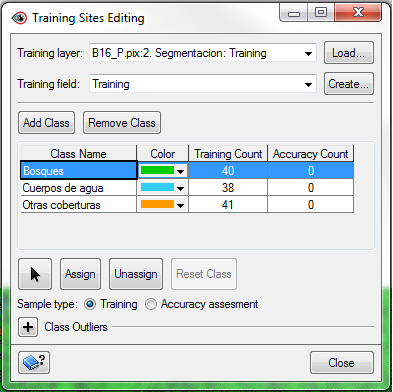 Training Sites Editing
Training layer: B16_P.pix:2. Segmentacion: Training Load...
Training field: Training Create...
Add Class Remove Class
Class Name Color Training Count Accuracy Count
Bosques 40 0
Cuerpos de agua 38 0
Otras coberturas 41 0
Assign Unassign Reset Class
Sample type: Training Accuracy assesment
Class Outliers
Close